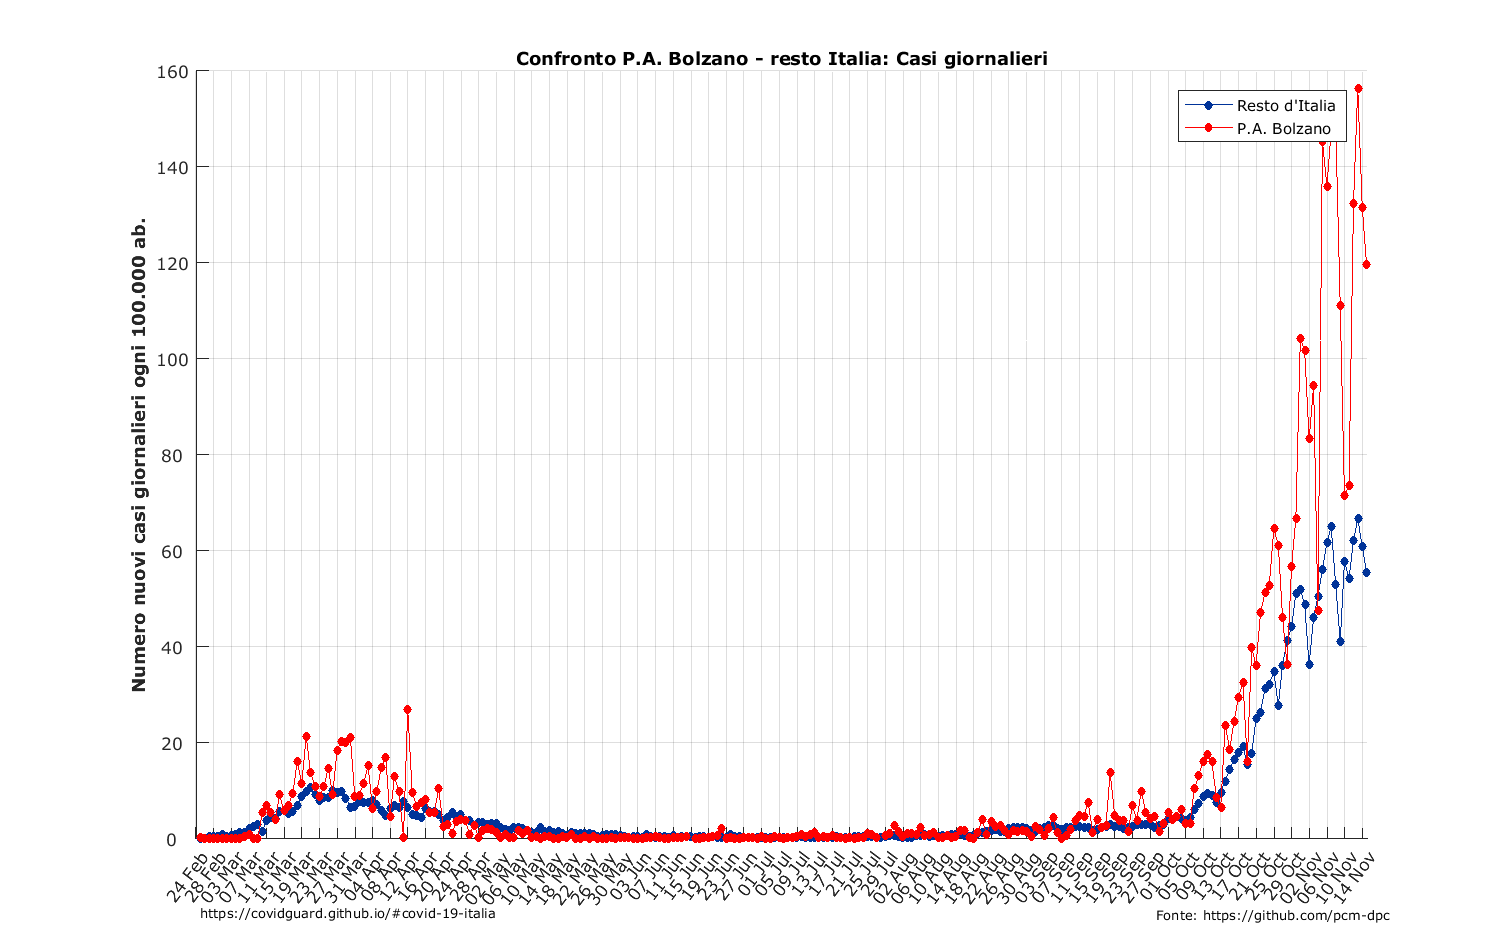 Confronto P.A. Bolzano - resto Italia: Casi giornalieri
Numero nuovi casi giornalieri ogni 100.000 ab.
160
140
120
100
80
60
40
20
0
Resto d'Italia
P.A. Bolzano
24 Feb
28 Feb
03 Mar
07 Mar
11 Mar
15 Mar
19 Mar
23 Mar
27 Mar
31 Mar
04 Apr
08 Apr
12 Apr
16 Apr
20 Apr
24 Apr
28 Apr
02 May
06 May
10 May
14 May
18 May
22 May
26 May
30 May
03 Jun
07 Jun
11 Jun
15 Jun
19 Jun
23 Jun
27 Jun
01 Jul
05 Jul
09 Jul
13 Jul
17 Jul
21 Jul
25 Jul
29 Jul
02 Aug
06 Aug
10 Aug
14 Aug
18 Aug
22 Aug
26 Aug
30 Aug
03 Sep
07 Sep
11 Sep
15 Sep
19 Sep
23 Sep
27 Sep
01 Oct
05 Oct
09 Oct
13 Oct
17 Oct
21 Oct
25 Oct
29 Oct
02 Nov
06 Nov
10 Nov
14 Nov
https://covidguard.github.io/#covid-19-italia
Fonte: https://github.com/pcm-dpc